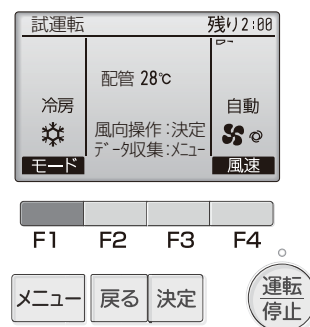 試運転 残り2:00
配管 28℃
冷房 自動
風向操作:決定
ﾃﾞｰﾀ収集:ﾒﾆｭｰ
モード 風速
F1 F2 F3 F4
メニュー 戻る 決定 運転
停止